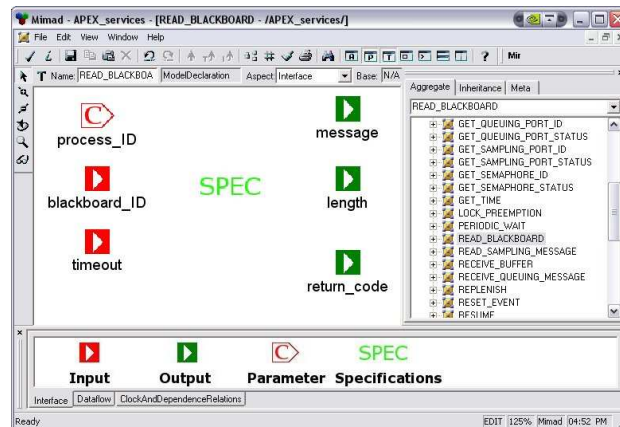 Mimad - APEX_services - [READ_BLACKBOARD - /APEX_services/]
File Edit View Window Help
Mir
T Name: READ_BLACKBOA ModelDeclaration Aspect: Interface Base: N/A
process_ID
blackboard_ID
timeout
SPEC
message
length
return_code
Aggregate Inheritance Meta
READ_BLACKBOARD
GET_QUEUING_PORT_ID
GET_QUEUING_PORT_STATUS
GET_SAMPLING_PORT_ID
GET_SAMPLING_PORT_STATUS
GET_SEMAPHORE_ID
GET_SEMAPHORE_STATUS
GET_TIME
LOCK_PREEMPTION
PERIODIC_WAIT
READ_BLACKBOARD
READ_SAMPLING_MESSAGE
RECEIVE_BUFFER
RECEIVE_QUEUING_MESSAGE
REPLENISH
RESET_EVENT
RESUME
SPEC
Input Output Parameter Specifications
Interface Dataflow ClockAndDependenceRelations
Ready EDIT 125% Mimad 04:52 PM